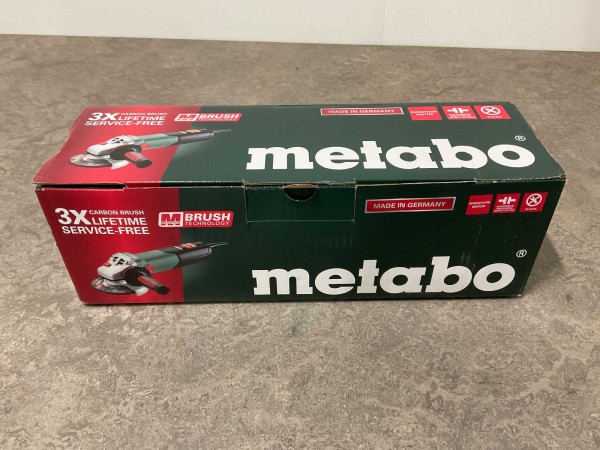 3X CARBON BRUSH
LIFETIME
SERVICE-FREE
M BRUSH
TECHNOLOGY
MADE IN GERMANY
metabo®
3X CARBON BRUSH
LIFETIME
SERVICE-FREE
M BRUSH
TECHNOLOGY
MADE IN GERMANY
metabo®